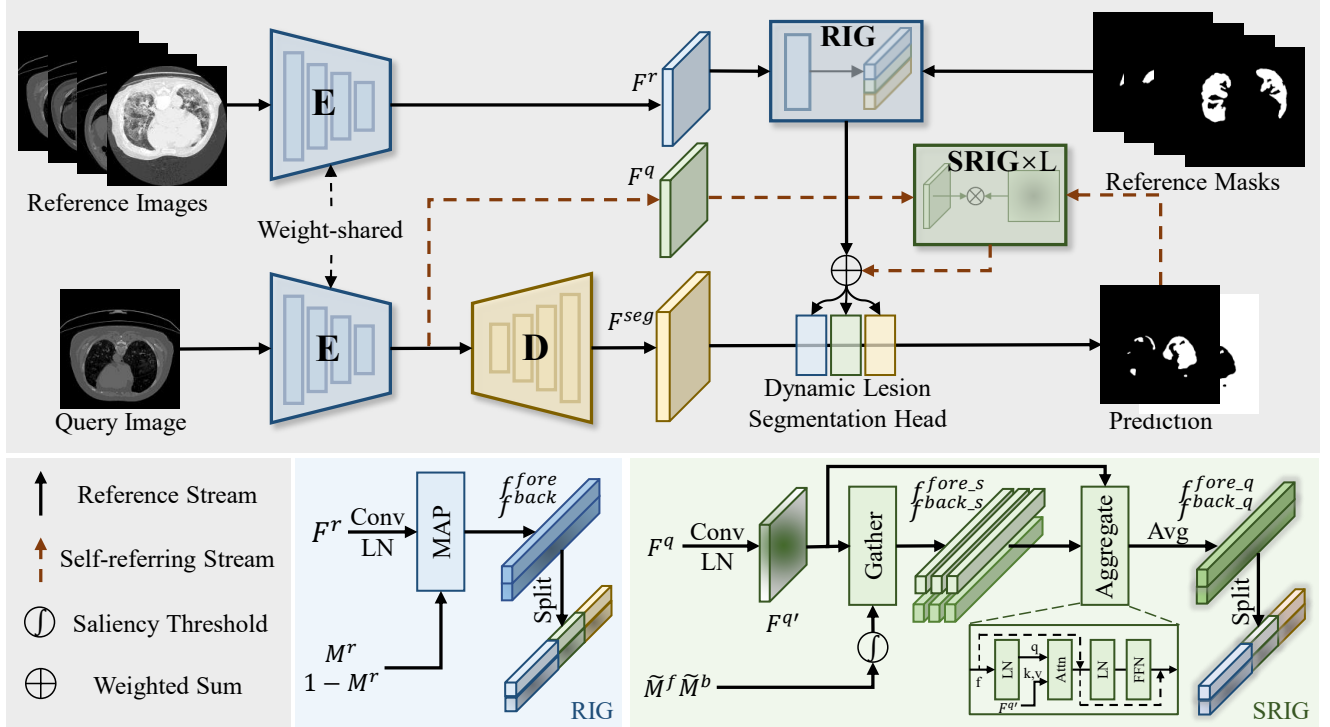 RIG
E
F^r
F^q
SRIG×L
Reference Images
Reference Masks
Weight-shared
E
D
F^{seg}
Query Image
Dynamic Lesion
Segmentation Head
Prediction
Reference Stream
Self-referring Stream
Saliency Threshold
Weighted Sum
F^r
Conv
LN
MAP
f^{fore}
f^{back}
Split
M^r
1 − M^r
RIG
F^q
Conv
LN
F^{q′}
Gather
f^{fore_s}
f^{back_s}
Aggregate
Avg
f^{fore_q}
f^{back_q}
Split
∫
M̃^f M̃^b
f
LN
q
k,v
F^{q′}
Attn
LN
FFN
SRIG